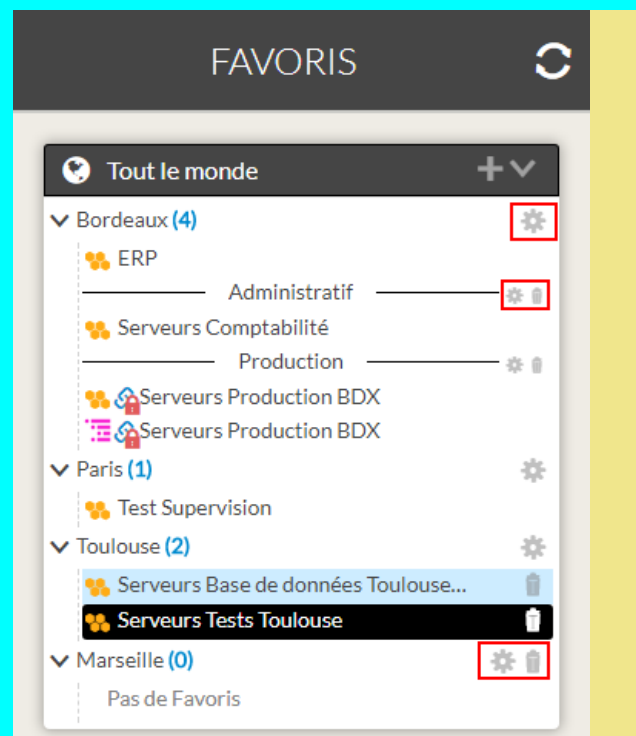 FAVORIS
Tout le monde
Bordeaux (4)
ERP
Administratif
Serveurs Comptabilité
Production
Serveurs Production BDX
Serveurs Production BDX
Paris (1)
Test Supervision
Toulouse (2)
Serveurs Base de données Toulouse...
Serveurs Tests Toulouse
Marseille (0)
Pas de Favoris